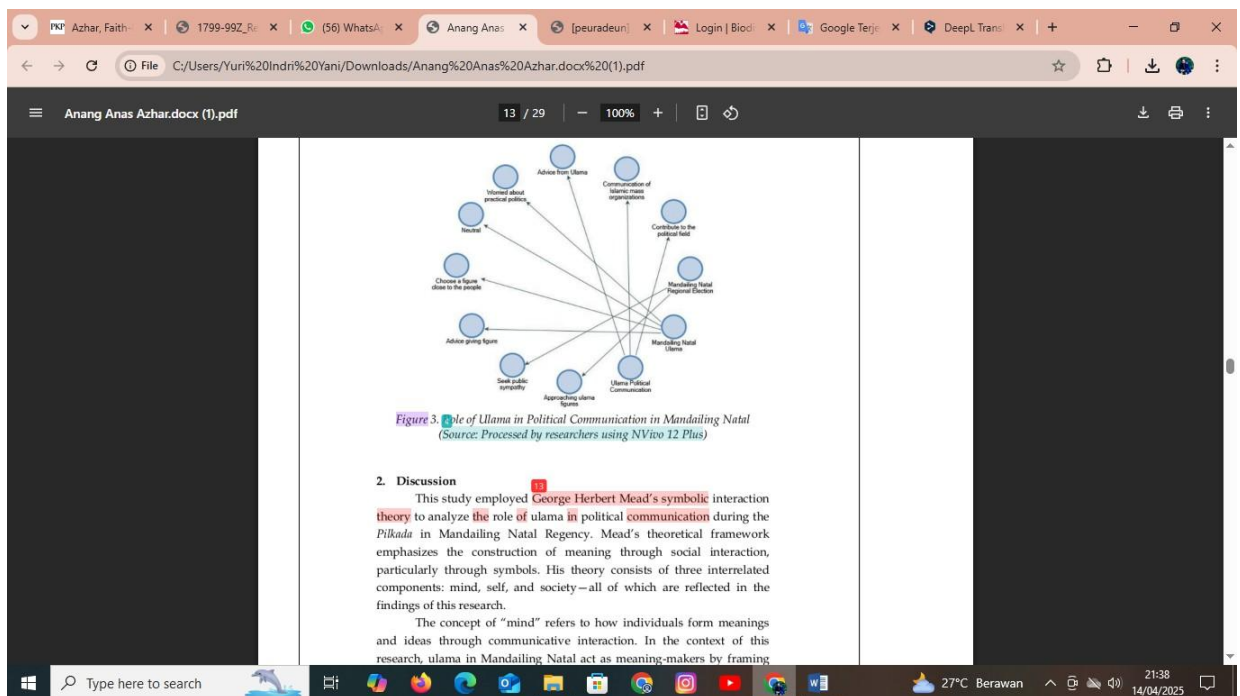 PKP Azhar, Faith-
1799-99Z_Re
(56) WhatsA
Anang Anas
[peuradeun]
Login | Biodi
Google Terje
DeepL Trans
File C:/Users/Yuri%20Indri%20Yani/Downloads/Anang%20Anas%20Azhar.docx%20(1).pdf
Anang Anas Azhar.docx (1).pdf
13 / 29
100%
Advice from Ulama
Communication of
Islamic mass
organizations
Informed about
practical politics
Contribute to the
political field
Neutral
Choose a figure
close to the people
Mandailing Natal
Regional Election
Advice giving figure
Mandailing Natal
Ulama
Seek public
sympathy
Approaching ulama
figures
Ulama Political
Communication
Figure 3. Role of Ulama in Political Communication in Mandailing Natal
(Source: Processed by researchers using NVivo 12 Plus)
2. Discussion
13
This study employed George Herbert Mead's symbolic interaction
theory to analyze the role of ulama in political communication during the
Pilkada in Mandailing Natal Regency. Mead's theoretical framework
emphasizes the construction of meaning through social interaction,
particularly through symbols. His theory consists of three interrelated
components: mind, self, and society—all of which are reflected in the
findings of this research.
The concept of "mind" refers to how individuals form meanings
and ideas through communicative interaction. In the context of this
research, ulama in Mandailing Natal act as meaning-makers by framing
Type here to search
27°C Berawan
21:38
14/04/2025